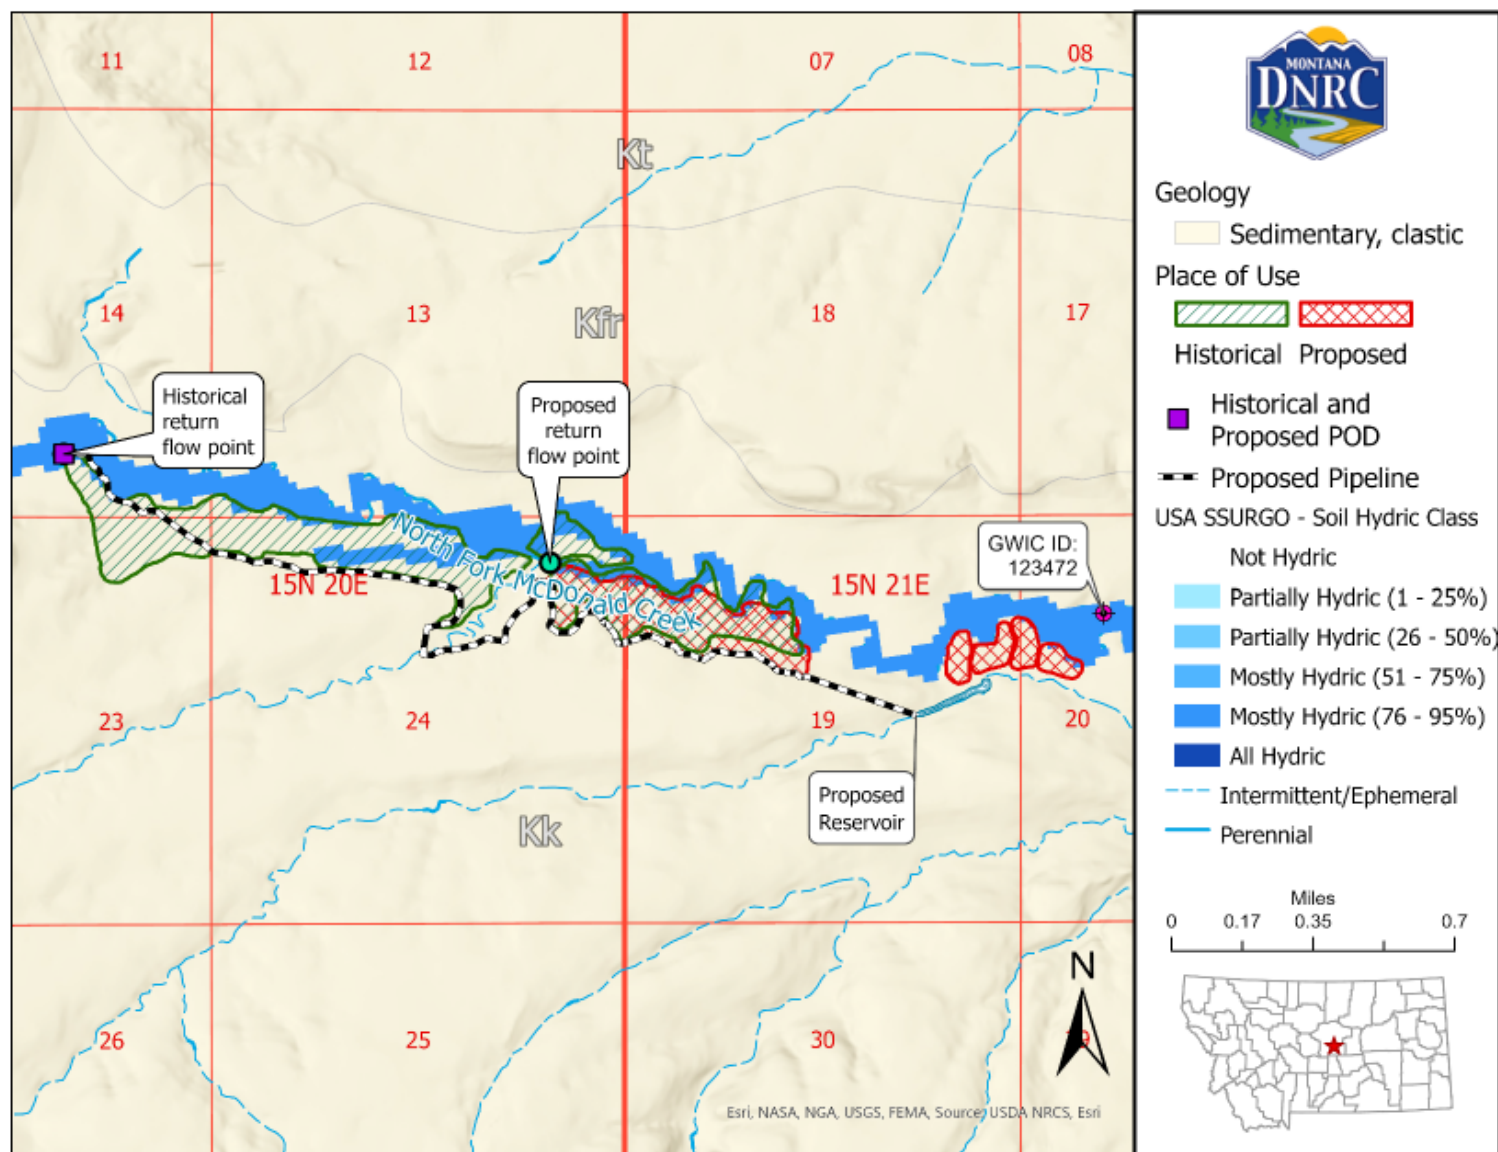 11
12
07
08
Kt
14
13
Kfr
18
17
Historical
return
flow point
Proposed
return
flow point
GWIC ID:
123472
North Fork McDonald Creek
15N 20E
15N 21E
23
24
19
20
Proposed
Reservoir
Kk
26
25
30
Esri, NASA, NGA, USGS, FEMA, Source: USDA NRCS, Esri
MONTANA
DNRC
Geology
Sedimentary, clastic
Place of Use
Historical Proposed
Historical and
Proposed POD
Proposed Pipeline
USA SSURGO - Soil Hydric Class
Not Hydric
Partially Hydric (1 - 25%)
Partially Hydric (26 - 50%)
Mostly Hydric (51 - 75%)
Mostly Hydric (76 - 95%)
All Hydric
Intermittent/Ephemeral
Perennial
Miles
0 0.17 0.35 0.7
N